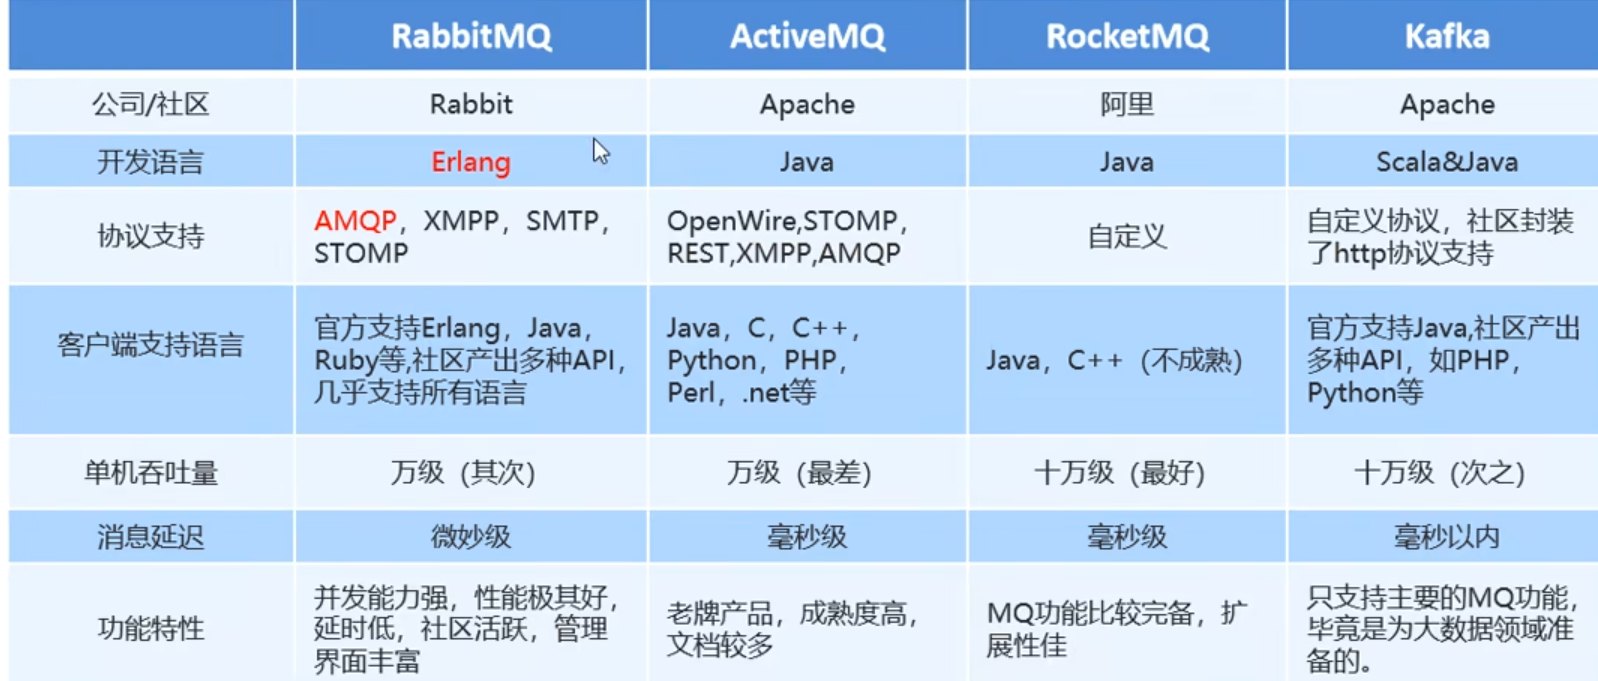 RabbitMQ ActiveMQ RocketMQ Kafka
公司/社区 Rabbit Apache 阿里 Apache
开发语言 Erlang Java Java Scala&Java
协议支持
AMQP，XMPP，SMTP，
STOMP
OpenWire,STOMP，
REST,XMPP,AMQP
自定义
自定义协议，社区封装
了http协议支持
客户端支持语言
官方支持Erlang，Java，
Ruby等,社区产出多种API，
几乎支持所有语言
Java，C，C++，
Python，PHP，
Perl，.net等
Java，C++（不成熟）
官方支持Java,社区产出
多种API，如PHP，
Python等
单机吞吐量 万级（其次） 万级（最差） 十万级（最好） 十万级（次之）
消息延迟 微妙级 毫秒级 毫秒级 毫秒以内
功能特性
并发能力强，性能极其好，
延时低，社区活跃，管理
界面丰富
老牌产品，成熟度高，
文档较多
MQ功能比较完备，扩
展性佳
只支持主要的MQ功能，
毕竟是为大数据领域准
备的。